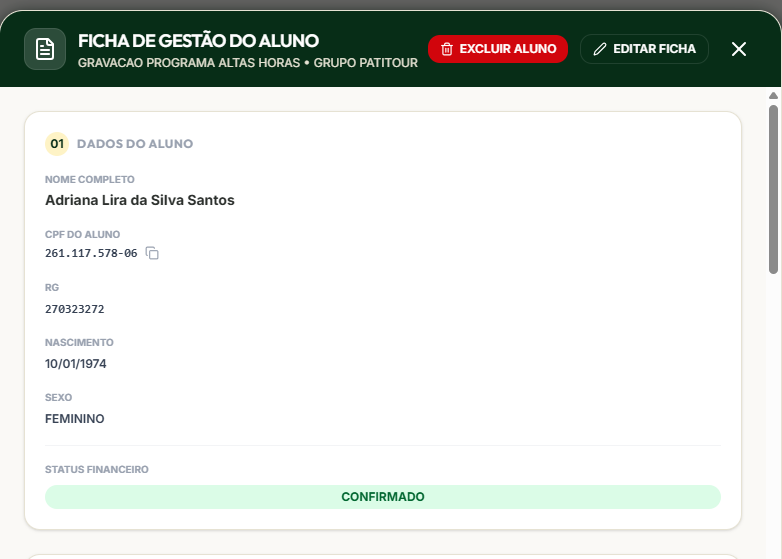 FICHA DE GESTÃO DO ALUNO
GRAVACAO PROGRAMA ALTAS HORAS • GRUPO PATITOUR
EXCLUIR ALUNO
EDITAR FICHA
01 DADOS DO ALUNO
NOME COMPLETO
Adriana Lira da Silva Santos
CPF DO ALUNO
261.117.578-06
RG
270323272
NASCIMENTO
10/01/1974
SEXO
FEMININO
STATUS FINANCEIRO
CONFIRMADO